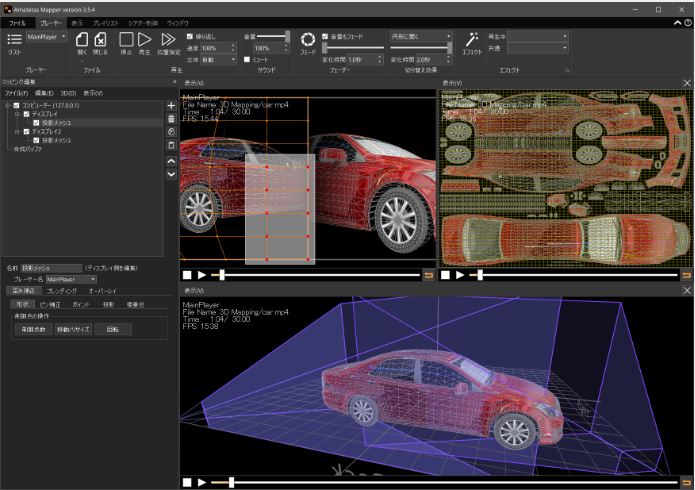 Amateras Mapper version 3.5.4
ファイル プレーヤー 表示 プレイリスト シアター制御 ウィンドウ
MainPlayer
リスト
開く 閉じる
停止 再生 位置指定
繰り返し
速度 100%
立体 自動
音量
100%
ミュート
フェード
音量もフェード
変化時間 1.089
円形に開く
変化時間 2.089
エフェクト
再生中
共通
プレーヤー ファイル 再生 サウンド フェーダー 切り替え効果 エフェクト
マッピング編集
ファイル(F) 編集(E) 3D(D) 表示(V)
コンピューター (127.0.0.1)
ディスプレイ
投影メッシュ
ディスプレイ2
投影メッシュ
合成バッファ
名前 投影メッシュ (ディスプレイ側を編集)
プレーヤー名 MainPlayer
歪み補正 ブレンディング オーバーレイ
形状 ピン補正 ポイント 投影
制御点の操作
制御点数 移動/リサイズ 回転
表示(V)
MainPlayer
File Name: 3D Mapping/car.mp4
Time: 1.04/ 30.00
FPS: 15.44
表示(V)
MainPlayer
File Name: 3D Mapping/car.mp4
Time: 1.04/ 30.00
表示(V)
MainPlayer
File Name: 3D Mapping/car.mp4
Time: 1.04/ 30.00
FPS: 15.38